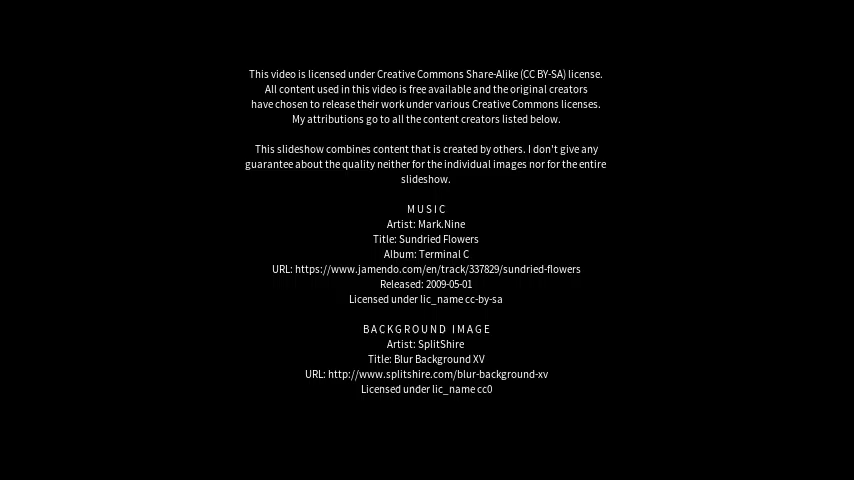 This video is licensed under Creative Commons Share-Alike (CC BY-SA) license.
All content used in this video is free available and the original creators
have chosen to release their work under various Creative Commons licenses.
My attributions go to all the content creators listed below.
This slideshow combines content that is created by others. I don't give any
guarantee about the quality neither for the individual images nor for the entire
slideshow.
M U S I C
Artist: Mark.Nine
Title: Sundried Flowers
Album: Terminal C
URL: https://www.jamendo.com/en/track/337829/sundried-flowers
Released: 2009-05-01
Licensed under lic_name cc-by-sa
B A C K G R O U N D   I M A G E
Artist: SplitShire
Title: Blur Background XV
URL: http://www.splitshire.com/blur-background-xv
Licensed under lic_name cc0